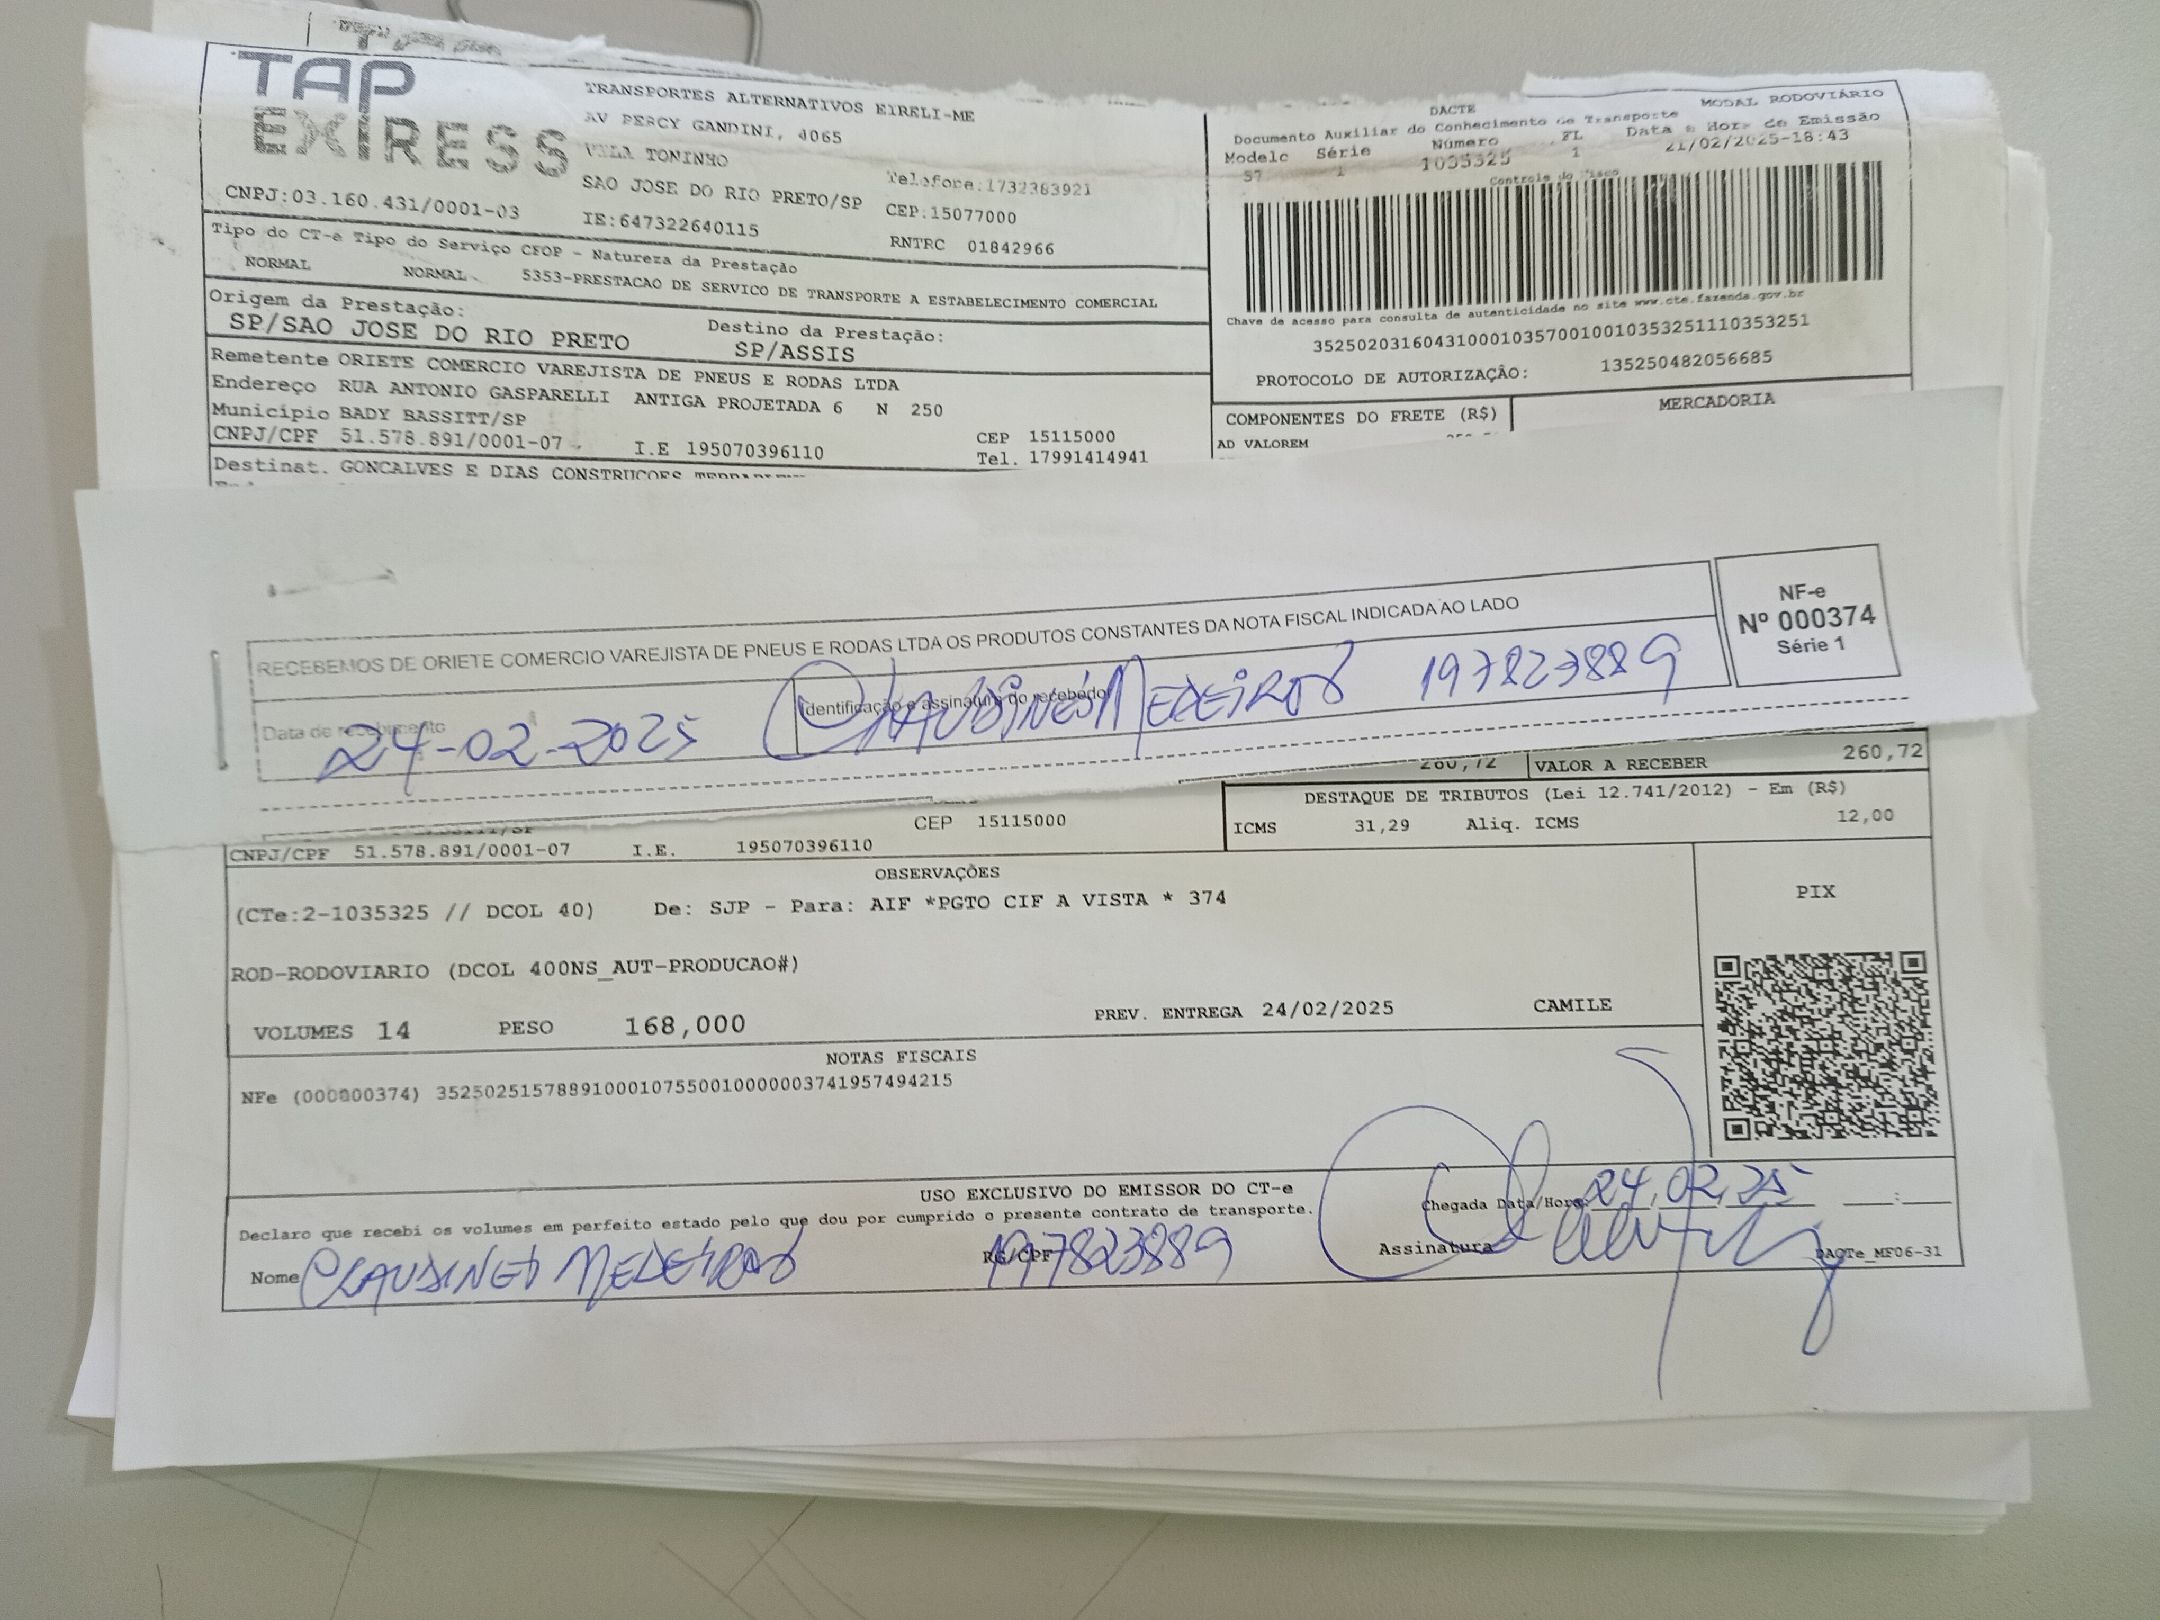 TAP
EXPRESS
TRANSPORTES ALTERNATIVOS EIRELI-ME
AV PERCY GANDINI, 4065
VILA TONINHO
SAO JOSE DO RIO PRETO/SP
Telefone:1732383921
CEP:15077000
CNPJ:03.160.431/0001-03
IE:647322640115
RNTRC 01842966
DACTE
MODAL RODOVIÁRIO
Documento Auxiliar do Conhecimento de Transporte
Modelo Série Número FL Data e Hora de Emissão
57 1 1035325 1 21/02/2025-18:43
Controle do Fisco
Chave de acesso para consulta de autenticidade no site www.cte.fazenda.gov.br
35250203160431000103570010010353251110353251
PROTOCOLO DE AUTORIZAÇÃO: 135250482056685
Tipo do CT-e Tipo do Serviço CFOP - Natureza da Prestação
NORMAL NORMAL 5353-PRESTACAO DE SERVICO DE TRANSPORTE A ESTABELECIMENTO COMERCIAL
Origem da Prestação: Destino da Prestação:
SP/SAO JOSE DO RIO PRETO SP/ASSIS
Remetente ORIETE COMERCIO VAREJISTA DE PNEUS E RODAS LTDA
Endereço RUA ANTONIO GASPARELLI ANTIGA PROJETADA 6 N 250
Município BADY BASSITT/SP CEP 15115000
CNPJ/CPF 51.578.891/0001-07 I.E 195070396110 Tel. 17991414941
Destinat. GONCALVES E DIAS CONSTRUCOES
COMPONENTES DO FRETE (R$) MERCADORIA
AD VALOREM
RECEBEMOS DE ORIETE COMERCIO VAREJISTA DE PNEUS E RODAS LTDA OS PRODUTOS CONSTANTES DA NOTA FISCAL INDICADA AO LADO
NF-e
Nº 000374
Série 1
Data de recebimento Identificação e assinatura do recebedor
24-02-2025 CLAUDINEI MEDEIROS 197823889
260,72 VALOR A RECEBER 260,72
DESTAQUE DE TRIBUTOS (Lei 12.741/2012) - Em (R$)
ICMS 31,29 Aliq. ICMS 12,00
CEP 15115000
CNPJ/CPF 51.578.891/0001-07 I.E. 195070396110
OBSERVAÇÕES
(CTe:2-1035325 // DCOL 40) De: SJP - Para: AIF *PGTO CIF A VISTA * 374
PIX
ROD-RODOVIARIO (DCOL 400NS_AUT-PRODUCAO#)
VOLUMES 14 PESO 168,000 PREV. ENTREGA 24/02/2025 CAMILE
NOTAS FISCAIS
NFe (000000374) 35250251578891000107550010000003741957494215
USO EXCLUSIVO DO EMISSOR DO CT-e
Declaro que recebi os volumes em perfeito estado pelo que dou por cumprido o presente contrato de transporte.
Chegada Data/Hora: 24,02,25 :
Nome CLAUDINEI MEDEIROS RG/CPF 197823889 Assinatura
DACTe_MF06-31